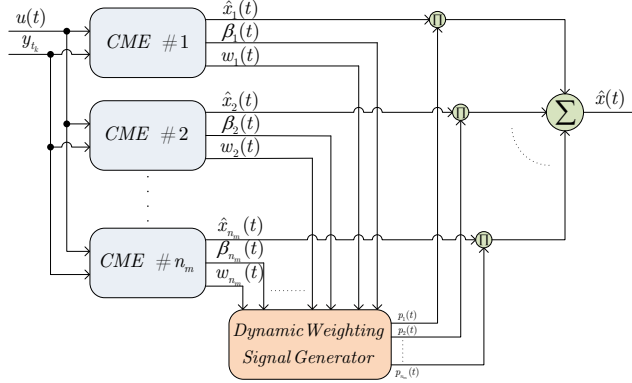 u(t)
y_{t_k}
CME #1
x̂_1(t)
β_1(t)
w_1(t)
∏
CME #2
x̂_2(t)
β_2(t)
w_2(t)
∏
∑
x̂(t)
CME #n_m
x̂_{n_m}(t)
β_{n_m}(t)
w_{n_m}(t)
∏
Dynamic Weighting
Signal Generator
p_1(t)
p_2(t)
p_{n_m}(t)